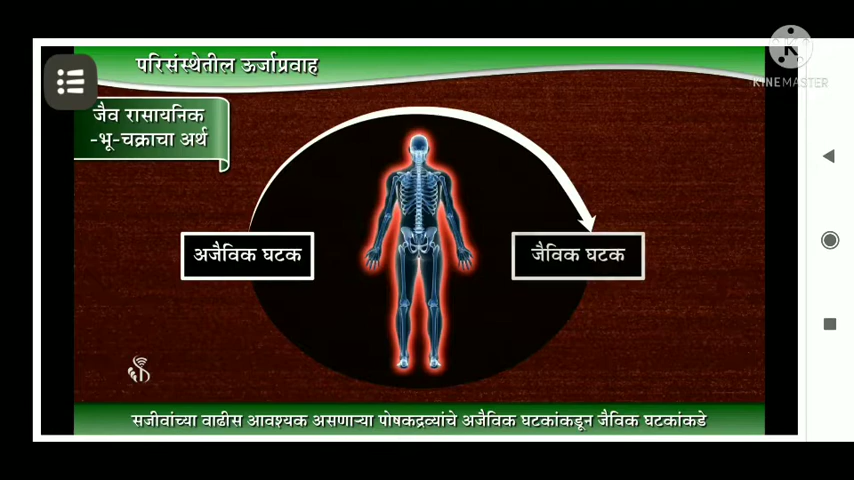 परिसंस्थेतील ऊर्जाप्रवाह
KINEMASTER
जैव रासायनिक
-भू-चक्राचा अर्थ
अजैविक घटक
जैविक घटक
सजीवांच्या वाढीस आवश्यक असणाऱ्या पोषकद्रव्यांचे अजैविक घटकांकडून जैविक घटकांकडे